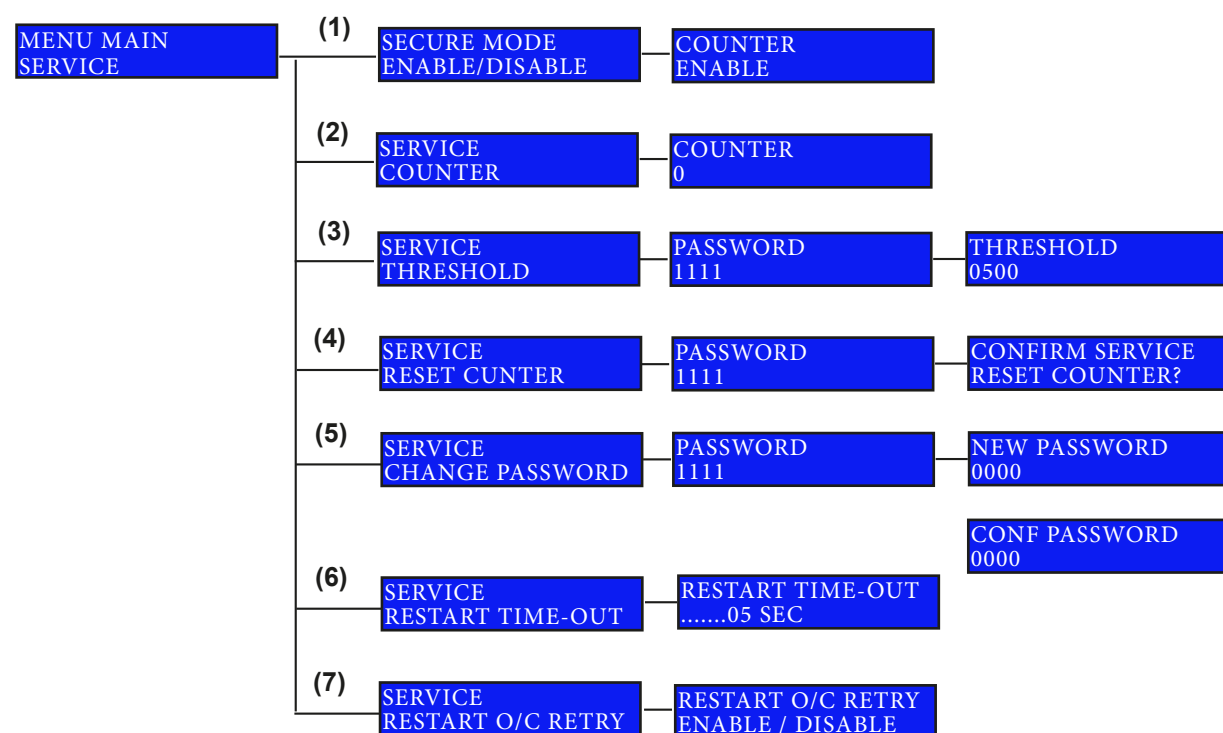 MENU MAIN
SERVICE
(1)
SECURE MODE
ENABLE/DISABLE
COUNTER
ENABLE
(2)
SERVICE
COUNTER
COUNTER
0
(3)
SERVICE
THRESHOLD
PASSWORD
1111
THRESHOLD
0500
(4)
SERVICE
RESET CUNTER
PASSWORD
1111
CONFIRM SERVICE
RESET COUNTER?
(5)
SERVICE
CHANGE PASSWORD
PASSWORD
1111
NEW PASSWORD
0000
CONF PASSWORD
0000
(6)
SERVICE
RESTART TIME-OUT
RESTART TIME-OUT
.......05 SEC
(7)
SERVICE
RESTART O/C RETRY
RESTART O/C RETRY
ENABLE / DISABLE